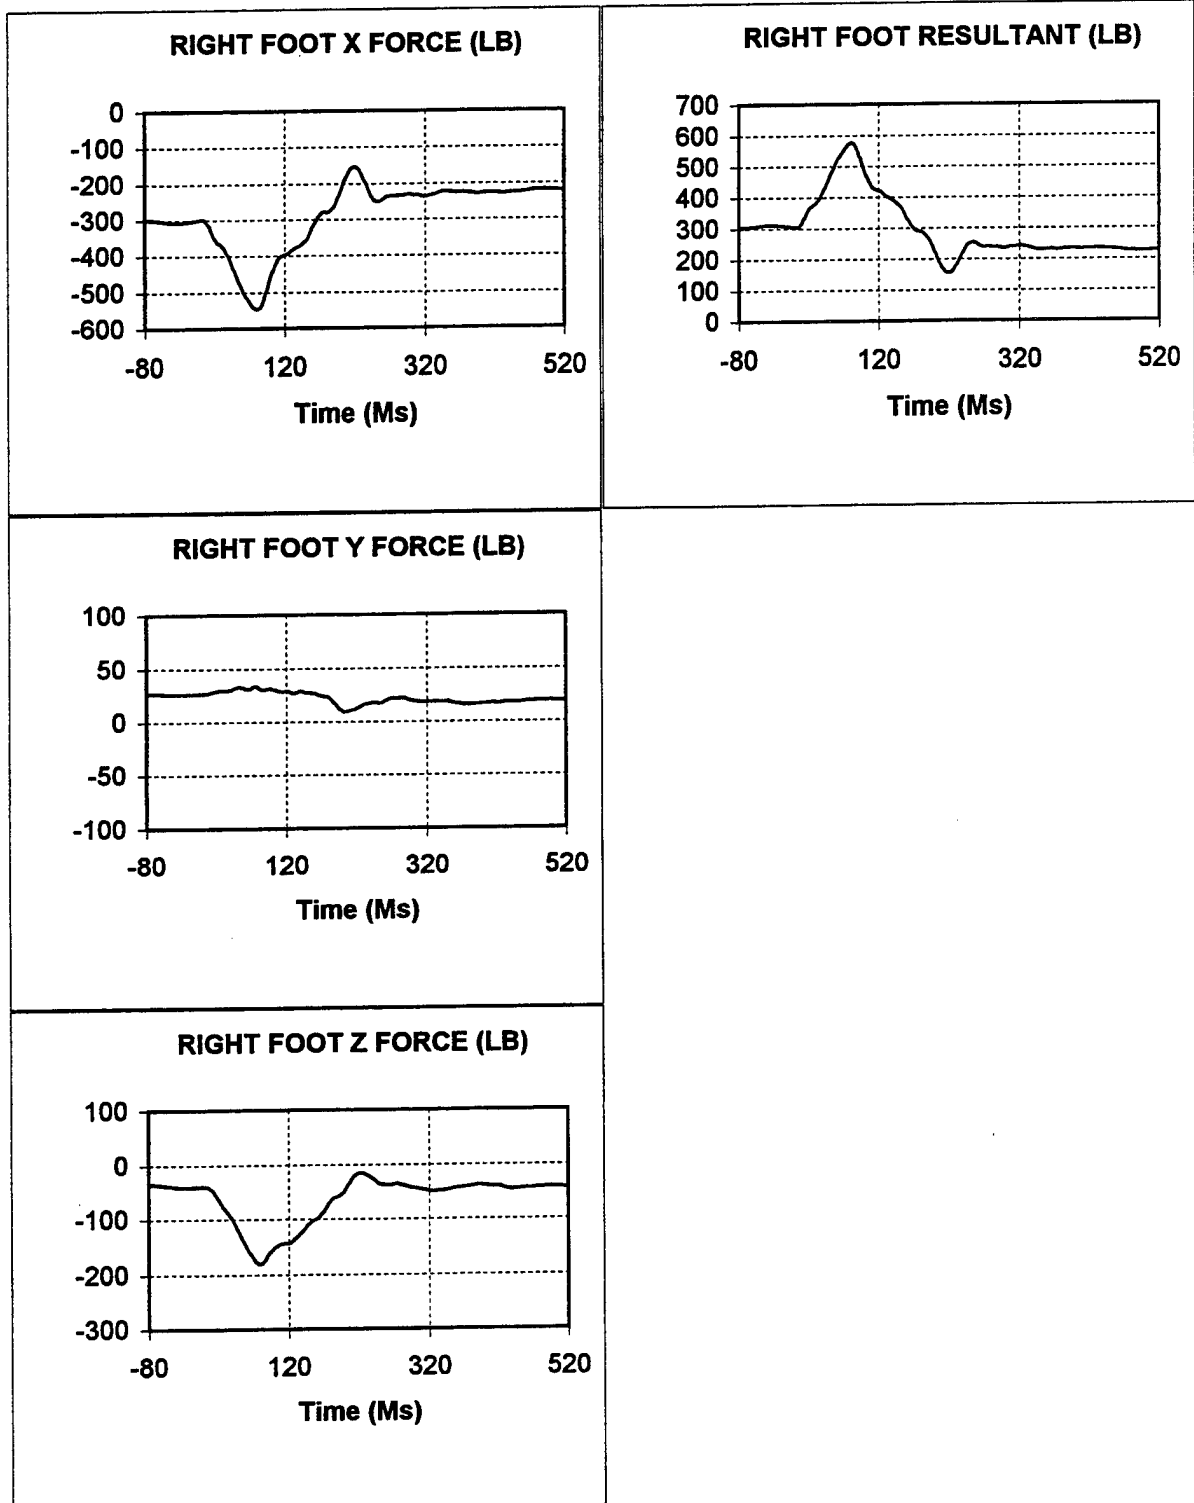 RIGHT FOOT X FORCE (LB)
0
-100
-200
-300
-400
-500
-600
-80 120 320 520
Time (Ms)
RIGHT FOOT RESULTANT (LB)
700
600
500
400
300
200
100
0
-80 120 320 520
Time (Ms)
RIGHT FOOT Y FORCE (LB)
100
50
0
-50
-100
-80 120 320 520
Time (Ms)
RIGHT FOOT Z FORCE (LB)
100
0
-100
-200
-300
-80 120 320 520
Time (Ms)